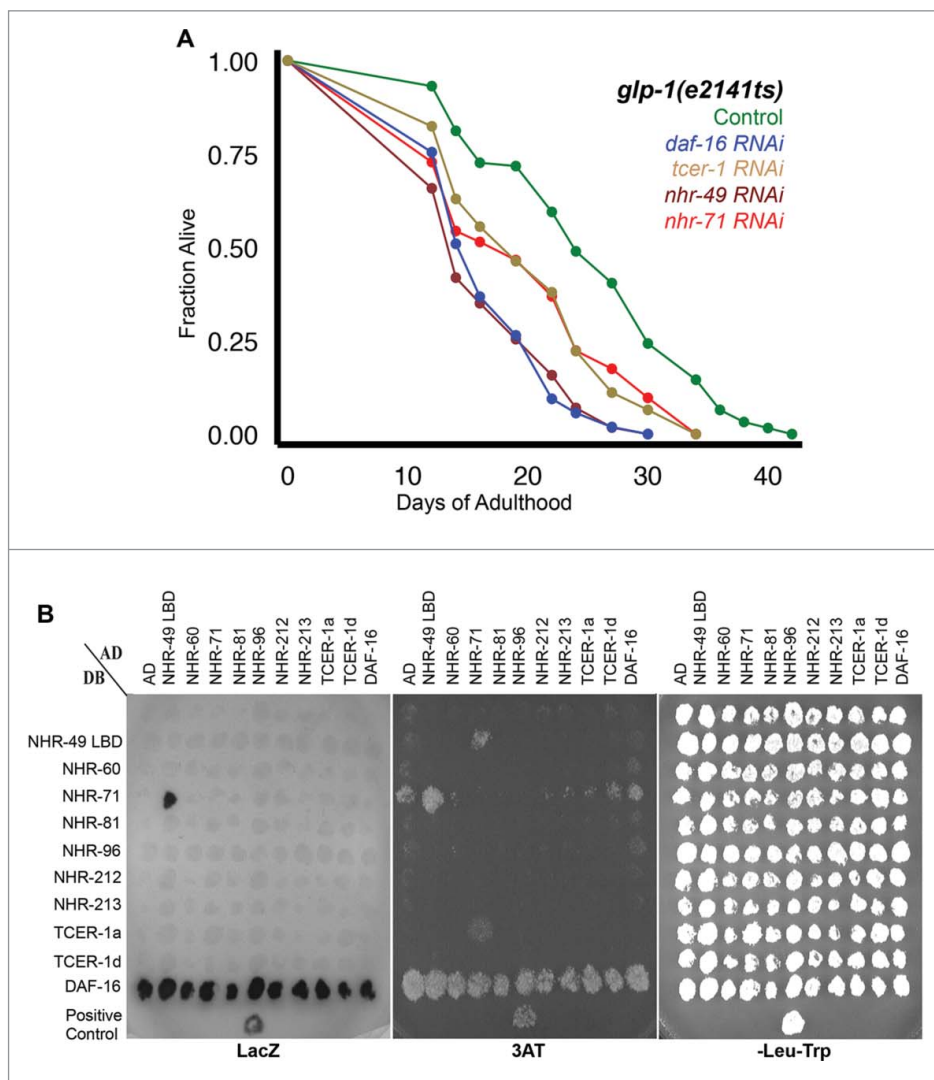 A
1.00
0.75
0.50
0.25
0.00
Fraction Alive
0
10
20
30
40
Days of Adulthood
glp-1(e2141ts)
Control
daf-16 RNAi
tcer-1 RNAi
nhr-49 RNAi
nhr-71 RNAi
B
AD
DB
AD
NHR-49 LBD
NHR-60
NHR-71
NHR-81
NHR-96
NHR-212
NHR-213
TCER-1a
TCER-1d
DAF-16
AD
NHR-49 LBD
NHR-60
NHR-71
NHR-81
NHR-96
NHR-212
NHR-213
TCER-1a
TCER-1d
DAF-16
AD
NHR-49 LBD
NHR-60
NHR-71
NHR-81
NHR-96
NHR-212
NHR-213
TCER-1a
TCER-1d
DAF-16
NHR-49 LBD
NHR-60
NHR-71
NHR-81
NHR-96
NHR-212
NHR-213
TCER-1a
TCER-1d
DAF-16
Positive
Control
LacZ
3AT
-Leu-Trp